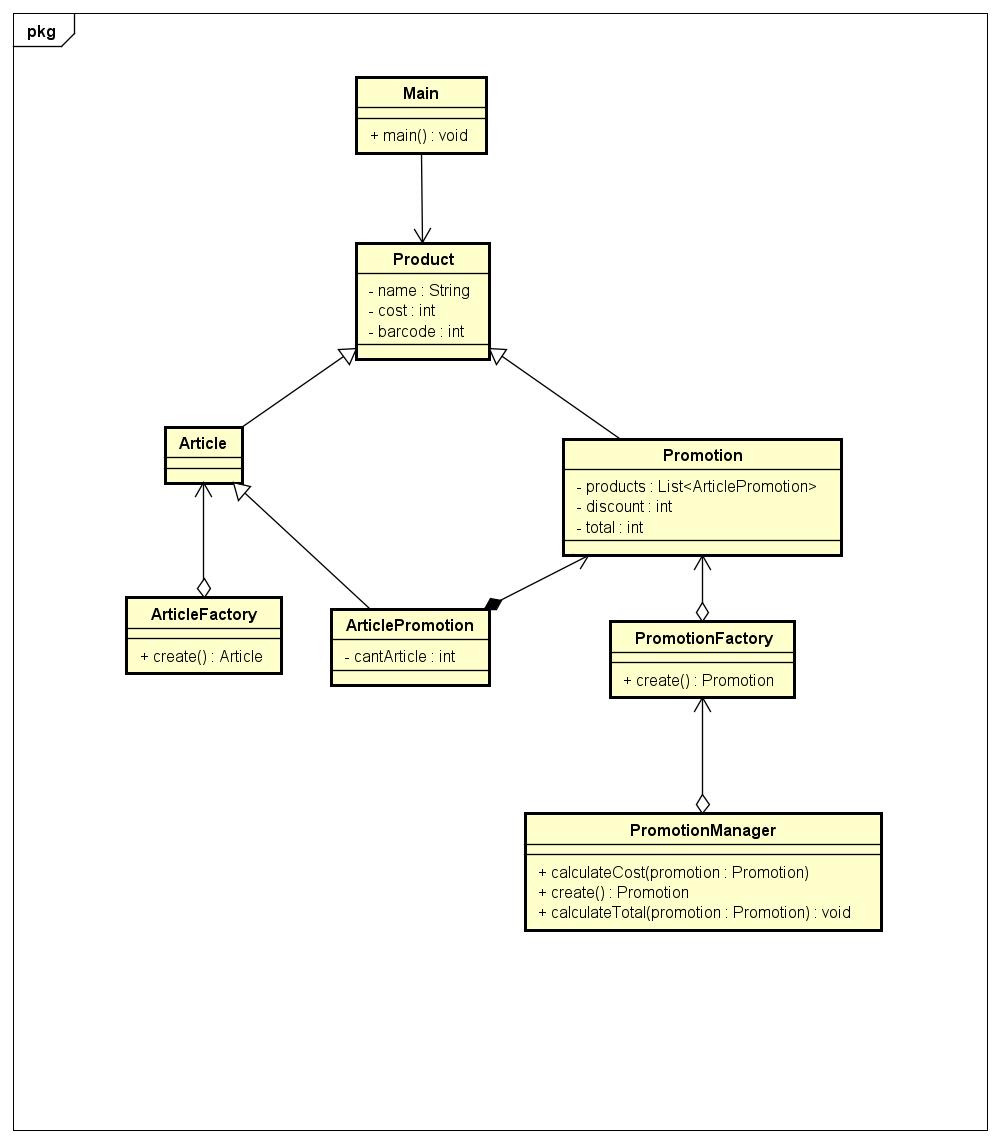 pkg
Main
+ main() : void
Product
- name : String
- cost : int
- barcode : int
Article
Promotion
- products : List<ArticlePromotion>
- discount : int
- total : int
ArticleFactory
+ create() : Article
ArticlePromotion
- cantArticle : int
PromotionFactory
+ create() : Promotion
PromotionManager
+ calculateCost(promotion : Promotion)
+ create() : Promotion
+ calculateTotal(promotion : Promotion) : void